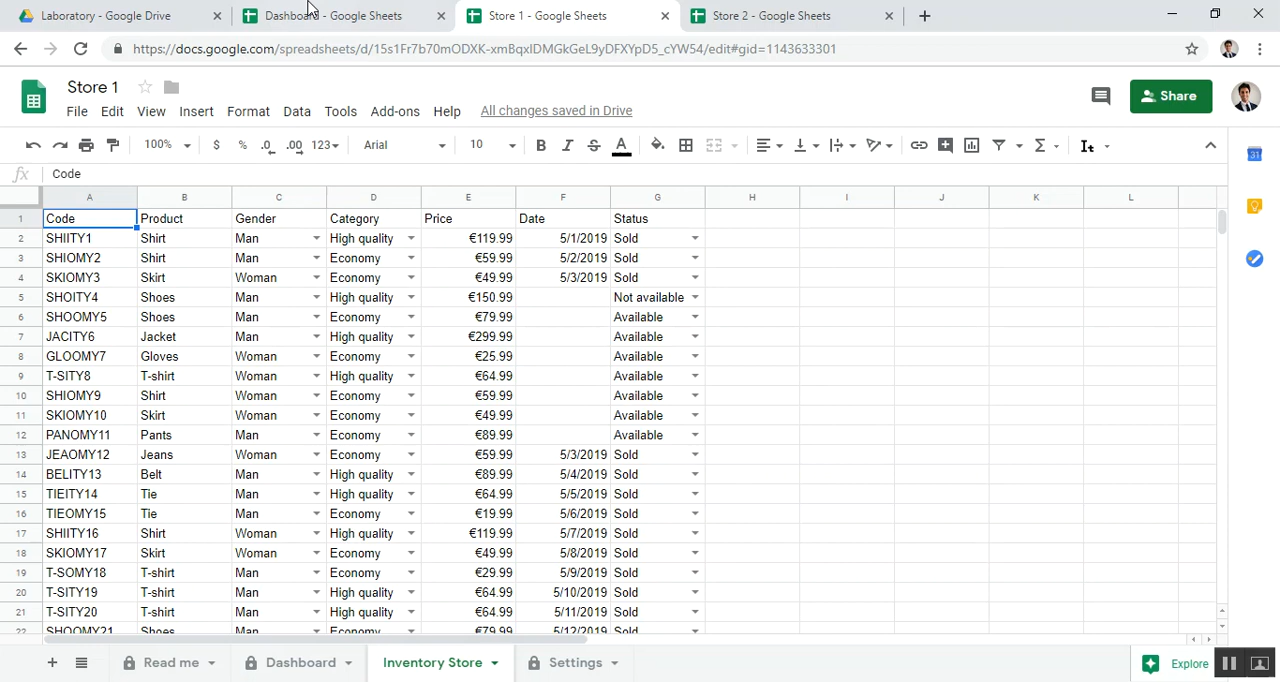 Laboratory - Google Drive Dashboard - Google Sheets Store 1 - Google Sheets Store 2 - Google Sheets
https://docs.google.com/spreadsheets/d/15s1Fr7b70mODXK-xmBqxIDMGkGeL9yDFXYpD5_cYW54/edit#gid=1143633301
Store 1
File Edit View Insert Format Data Tools Add-ons Help All changes saved in Drive
Share
100% $ % .0 .00 123 Arial 10 B I S A
31
fx Code
A B C D E F G H I J K L
1 Code Product Gender Category Price Date Status
2 SHIITY1 Shirt Man High quality €119.99 5/1/2019 Sold
3 SHIOMY2 Shirt Man Economy €59.99 5/2/2019 Sold
4 SKIOMY3 Skirt Woman Economy €49.99 5/3/2019 Sold
5 SHOITY4 Shoes Man High quality €150.99 Not available
6 SHOOMY5 Shoes Man Economy €79.99 Available
7 JACITY6 Jacket Man High quality €299.99 Available
8 GLOOMY7 Gloves Woman Economy €25.99 Available
9 T-SITY8 T-shirt Woman High quality €64.99 Available
10 SHIOMY9 Shirt Woman Economy €59.99 Available
11 SKIOMY10 Skirt Woman Economy €49.99 Available
12 PANOMY11 Pants Man Economy €89.99 Available
13 JEAOMY12 Jeans Woman Economy €59.99 5/3/2019 Sold
14 BELITY13 Belt Man High quality €89.99 5/4/2019 Sold
15 TIEITY14 Tie Man High quality €64.99 5/5/2019 Sold
16 TIEOMY15 Tie Man Economy €19.99 5/6/2019 Sold
17 SHIITY16 Shirt Woman High quality €119.99 5/7/2019 Sold
18 SKIOMY17 Skirt Woman Economy €49.99 5/8/2019 Sold
19 T-SOMY18 T-shirt Man Economy €29.99 5/9/2019 Sold
20 T-SITY19 T-shirt Man High quality €64.99 5/10/2019 Sold
21 T-SITY20 T-shirt Man High quality €64.99 5/11/2019 Sold
22 SHOOMY21 Shoes Man Economy €79.99 5/12/2019 Sold
Read me Dashboard Inventory Store Settings Explore